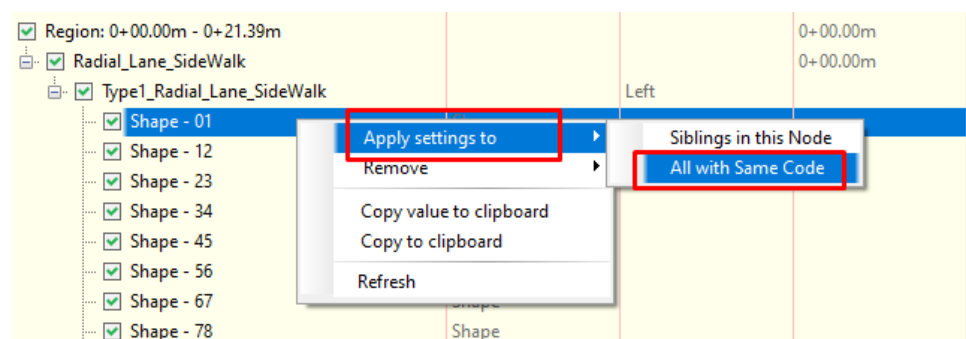 Region: 0+00.00m - 0+21.39m 0+00.00m
Radial_Lane_SideWalk 0+00.00m
Type1_Radial_Lane_SideWalk Left
Shape - 01
Apply settings to Siblings in this Node
Shape - 12
Remove All with Same Code
Shape - 23
Shape - 34 Copy value to clipboard
Shape - 45 Copy to clipboard
Shape - 56 Refresh
Shape - 67 Shape
Shape - 78 Shape